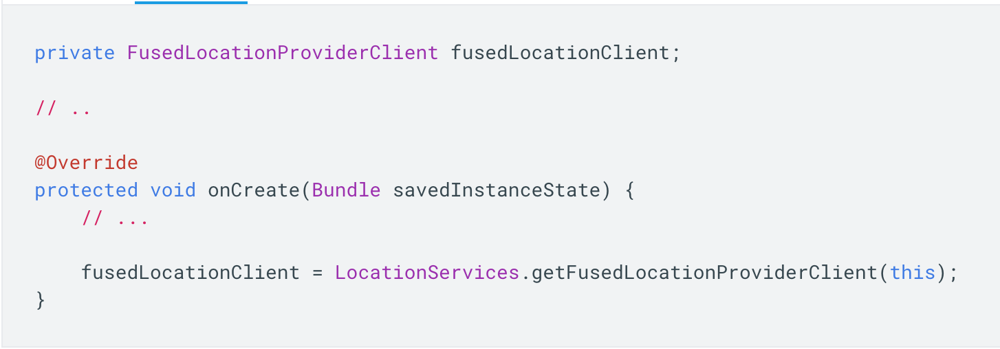 private FusedLocationProviderClient fusedLocationClient;
// ..
@Override
protected void onCreate(Bundle savedInstanceState) {
    // ...
    fusedLocationClient = LocationServices.getFusedLocationProviderClient(this);
}